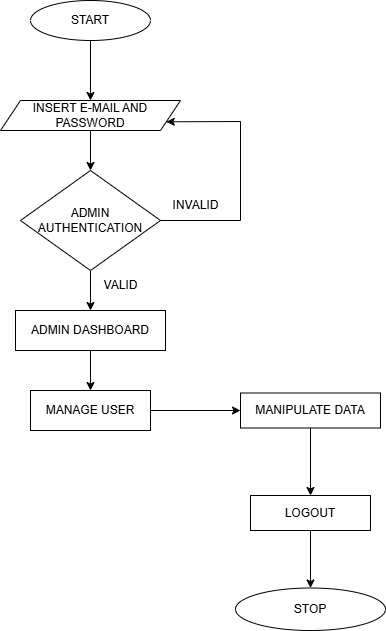 START
INSERT E-MAIL AND
PASSWORD
ADMIN
AUTHENTICATION
INVALID
VALID
ADMIN DASHBOARD
MANAGE USER
MANIPULATE DATA
LOGOUT
STOP